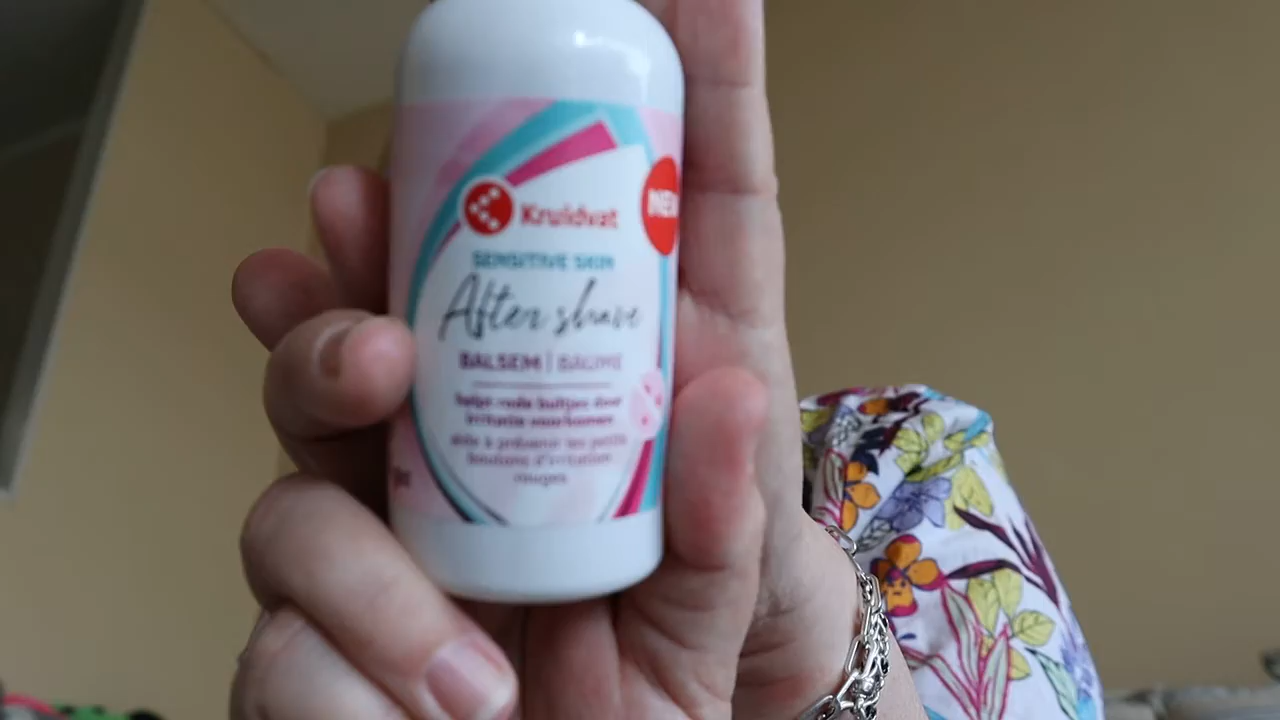 Kruidvat
NEW
SENSITIVE SKIN
After shave
BALSEM | BAUME
helpt rode bultjes door
irritatie voorkomen
aide à prévenir les petits
boutons d'irritation
rouges